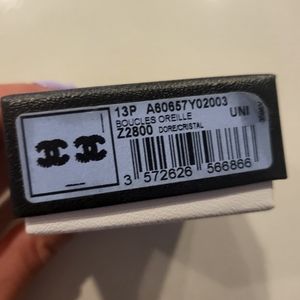 13P A60657Y02003
BOUCLES OREILLE UNI
Z2800 DORE/CRISTAL
3 572626 566866